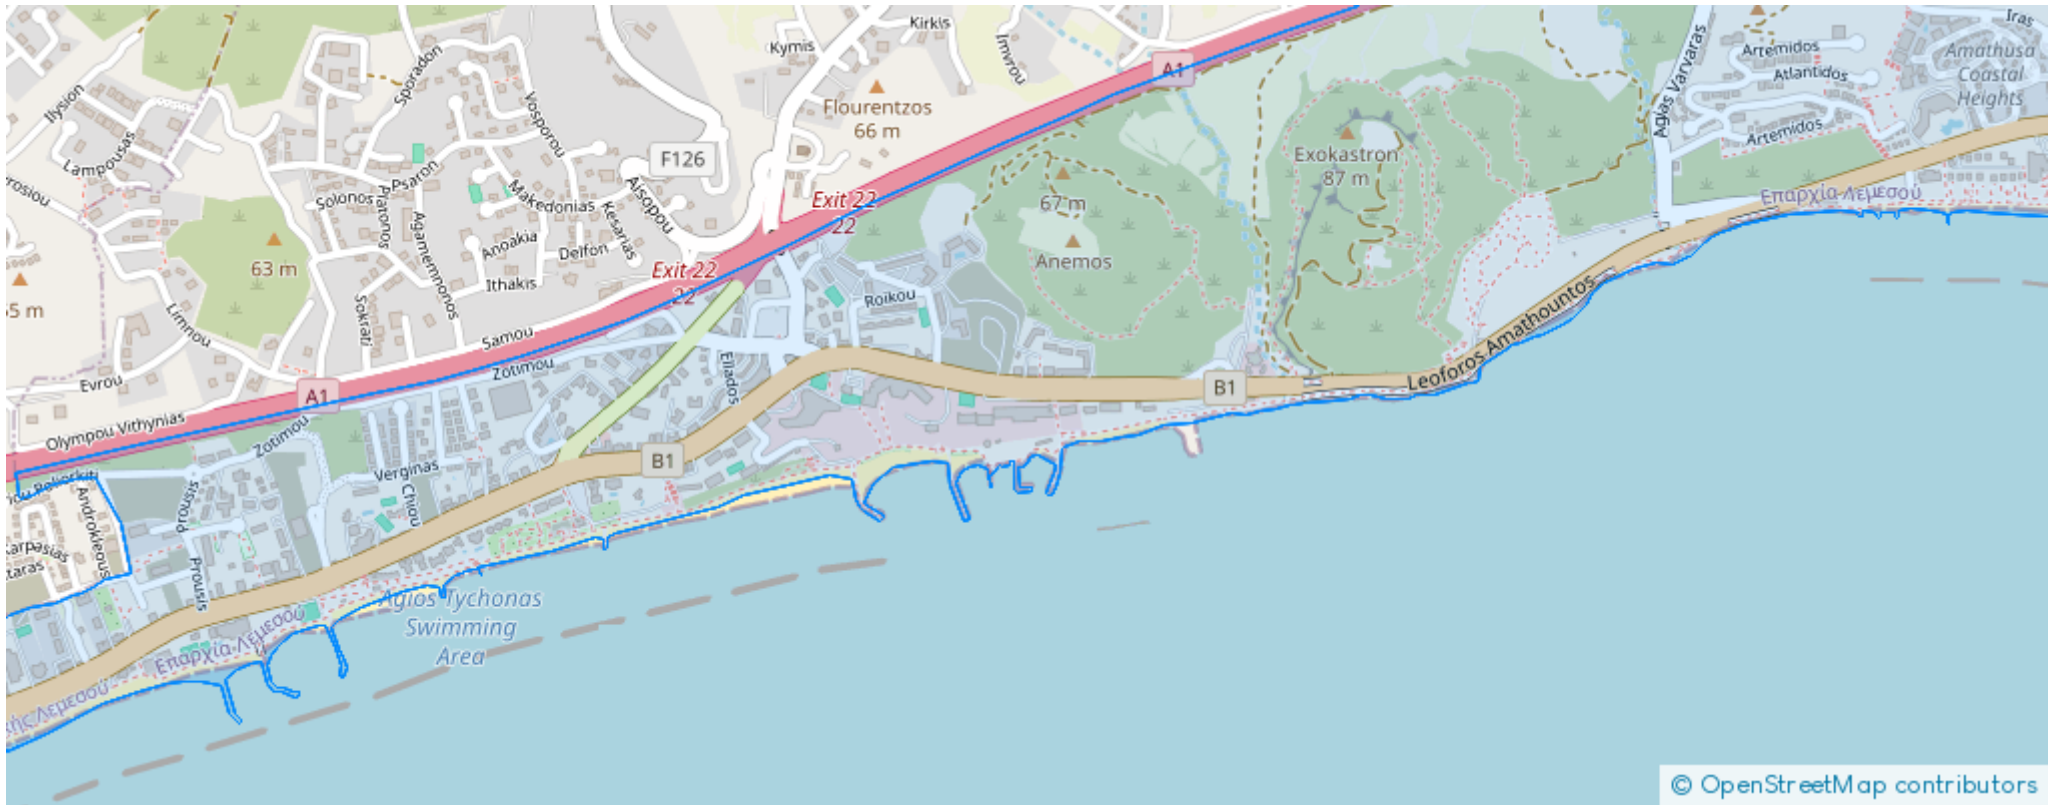 Kirkis
Iras
Kymis
Imvrou
Artemidos
Amathusa
Coastal
Heights
A1
Atlantidos
Sporadon
Ilysion
Vosporou
Flourentzos
66 m
Agias Varvaras
Artemidos
Lampousas
F126
Exokastron
87 m
Psaron
Solonos
Platonos
Makedonias
Aisopou
Kesarias
Exit 22
22
67 m
Επαρχία Λεμεσού
Agamemnonos
Anoakia
Delfon
63 m
Anemos
Exit 22
22
Ithakis
Roikou
Sokrati
Limnou
Leoforos Amathountos
Samou
Zotimou
Ellados
Evrou
A1
B1
Olympou Vithynias
Zotimou
B1
Verginas
Chiou
Prousis
Androkleous
Karpasias
Prousis
Agios Tychonas
Swimming
Area
Επαρχία Λεμεσού
Λεμεσού
© OpenStreetMap contributors